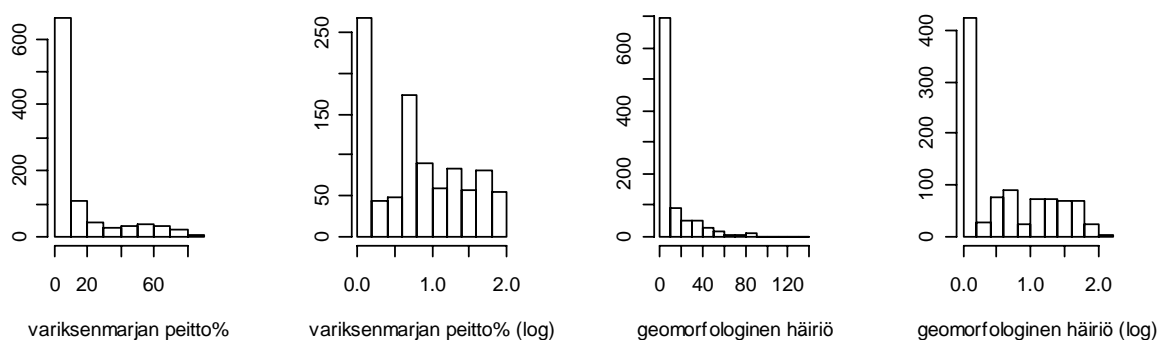 600
400
200
0
0 20 60
variksenmarjan peitto%
250
150
50
0
0.0 1.0 2.0
variksenmarjan peitto% (log)
600
400
200
0
0 40 80 120
geomorfologinen häiriö
400
300
200
100
0
0.0 1.0 2.0
geomorfologinen häiriö (log)